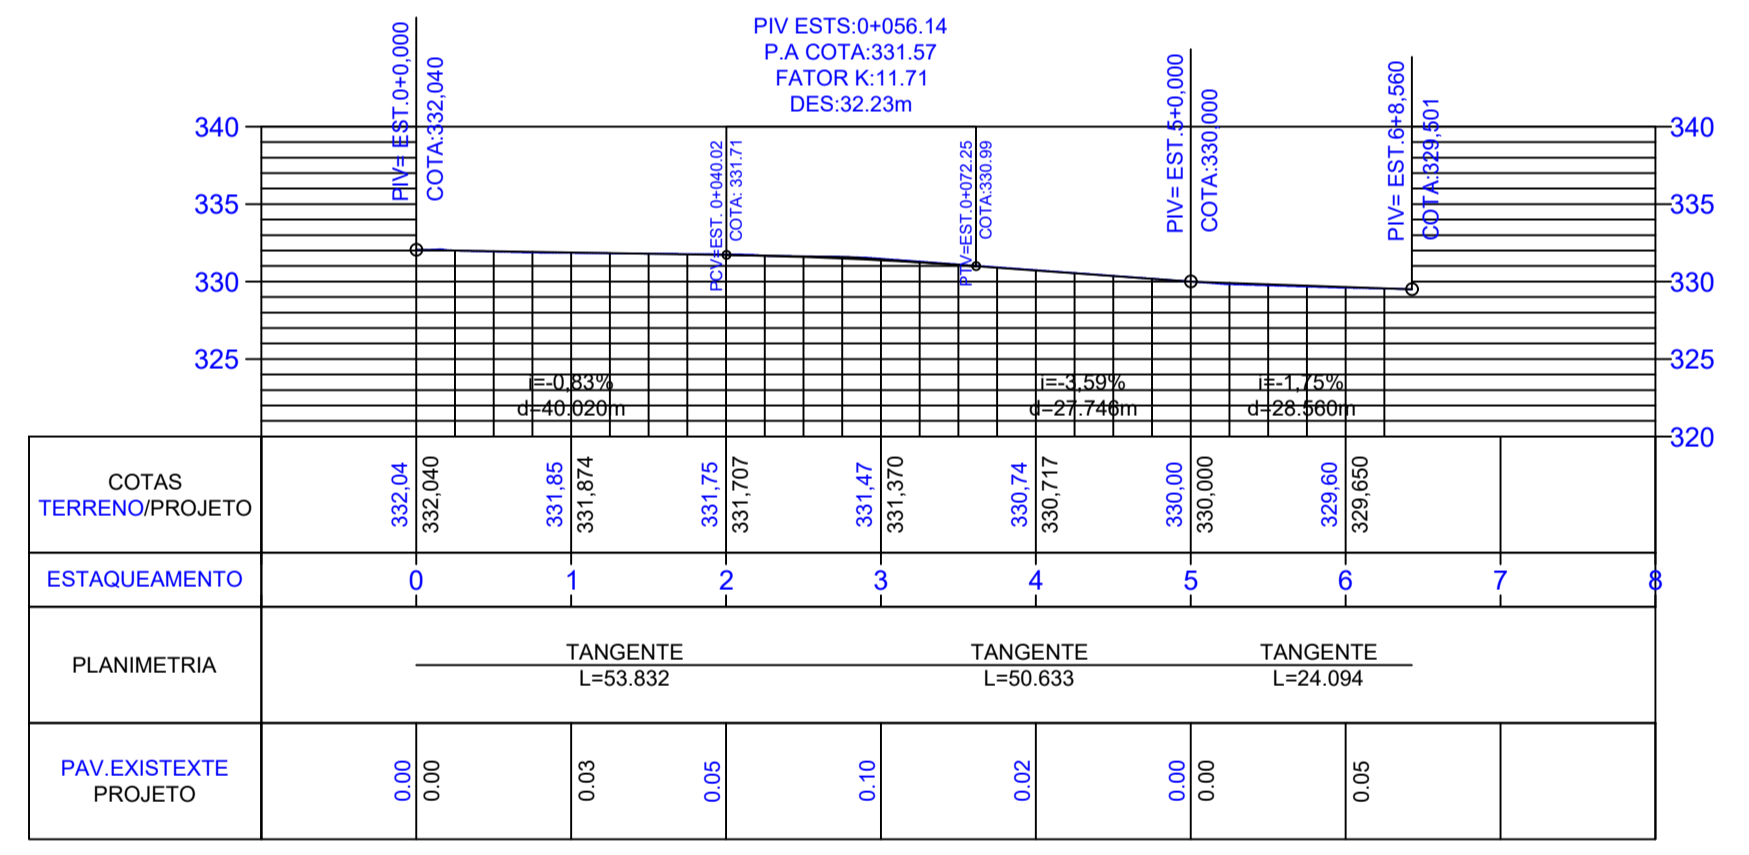 PIV ESTS:0+056.14
P.A COTA:331.57
FATOR K:11.71
DES:32.23m
PIV= EST.0+0,000
COTA:332,040
PCV=EST. 0+040.02
COTA: 331.71
PTV=EST.0+072.25
COTA:330.99
PIV= EST.5+0,000
COTA:330,000
PIV= EST.6+8,560
COTA:329,501
340
340
335
335
330
330
325
325
320
i=-0,83%
d=40.020m
i=-3,59%
d=27.746m
i=-1,75%
d=28.560m
COTAS
TERRENO/PROJETO
332,04
332,040
331,85
331,874
331,75
331,707
331,47
331,370
330,74
330,717
330,00
330,000
329,60
329,650
ESTAQUEAMENTO
0 1 2 3 4 5 6 7 8
PLANIMETRIA
TANGENTE
L=53.832
TANGENTE
L=50.633
TANGENTE
L=24.094
PAV.EXISTEXTE
PROJETO
0.00
0.00
0.03
0.05
0.10
0.02
0.00
0.00
0.05